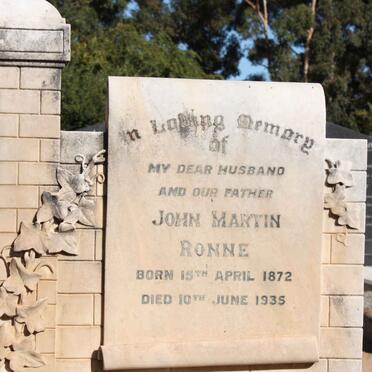 In Loving Memory
of
MY DEAR HUSBAND
AND OUR FATHER
JOHN MARTIN
RONNE
BORN 15TH APRIL 1872
DIED 10TH JUNE 1935